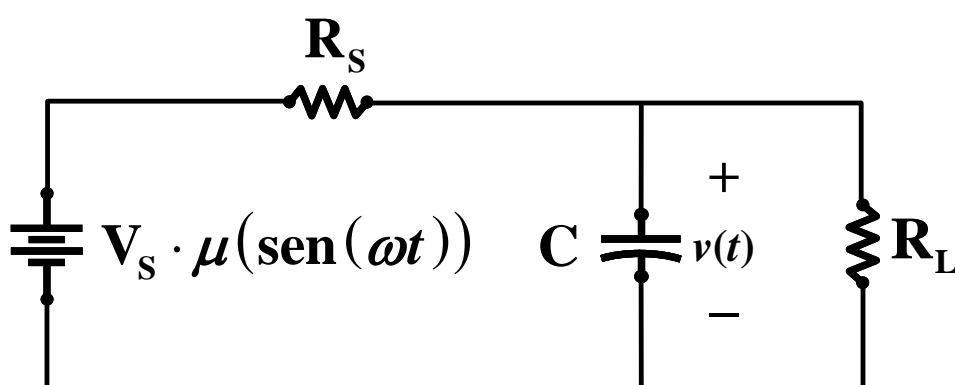 R_S
V_S · μ(sen(ωt))
C
+
v(t)
−
R_L